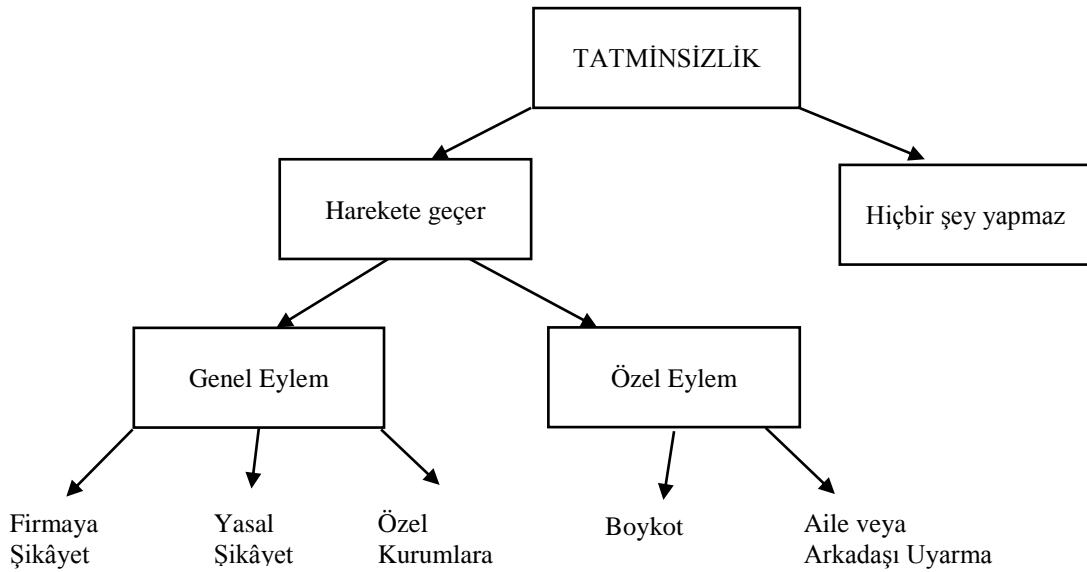 TATMİNSİZLİK
Harekete geçer
Hiçbir şey yapmaz
Genel Eylem
Özel Eylem
Firmaya
Şikâyet
Yasal
Şikâyet
Özel
Kurumlara
Boykot
Aile veya
Arkadaşı Uyarma